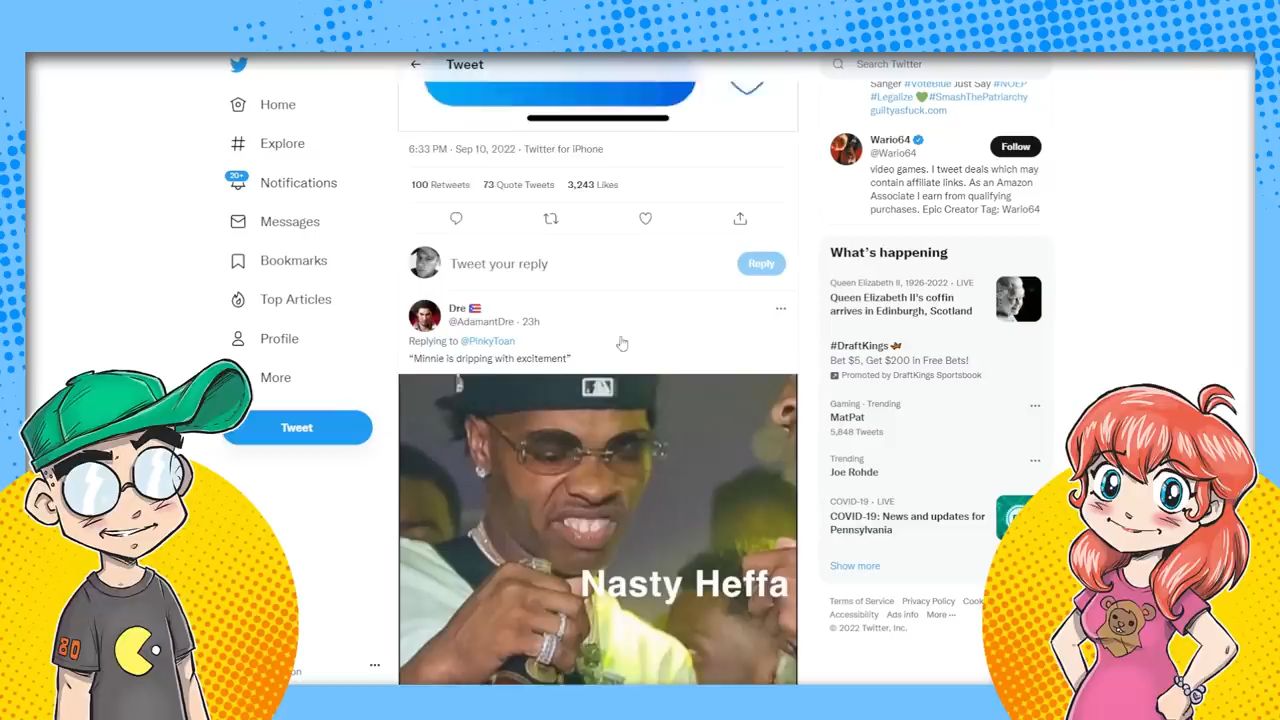 Tweet
Home
Explore
20+
Notifications
Messages
Bookmarks
Top Articles
Profile
More
Tweet
6:33 PM · Sep 10, 2022 · Twitter for iPhone
100 Retweets 73 Quote Tweets 3,243 Likes
Tweet your reply
Reply
Dre
@AdamantDre · 23h
Replying to @PinkyToan
“Minnie is dripping with excitement”
Nasty Heffa
Search Twitter
Sanger #VoteBlue Just Say #NOEP
#Legalize 💚 #SmashThePatriarchy
guiltyasfuck.com
Wario64
@Wario64
Follow
video games. I tweet deals which may
contain affiliate links. As an Amazon
Associate I earn from qualifying
purchases. Epic Creator Tag: Wario64
What's happening
Queen Elizabeth II, 1926-2022 · LIVE
Queen Elizabeth II's coffin
arrives in Edinburgh, Scotland
#DraftKings
Bet $5, Get $200 in Free Bets!
Promoted by DraftKings Sportsbook
Gaming · Trending
MatPat
5,848 Tweets
Trending
Joe Rohde
COVID-19 · LIVE
COVID-19: News and updates for
Pennsylvania
Show more
Terms of Service Privacy Policy Cook
Accessibility Ads info More ···
© 2022 Twitter, Inc.
80
on